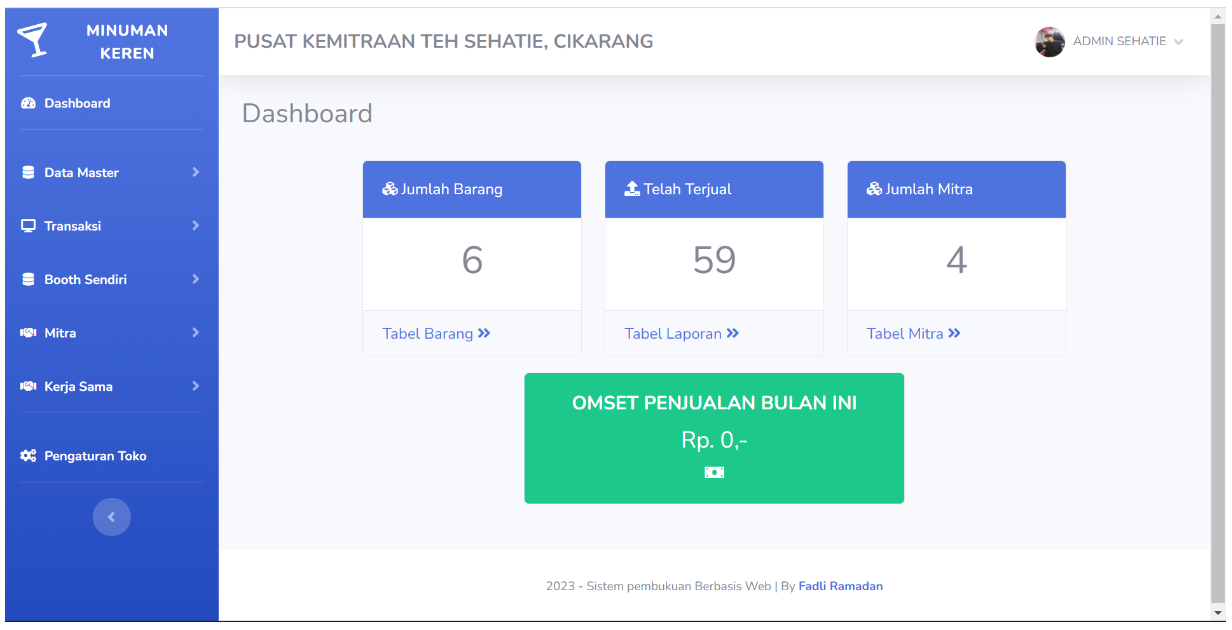 MINUMAN
KEREN
PUSAT KEMITRAAN TEH SEHATIE, CIKARANG
ADMIN SEHATIE
Dashboard
Data Master
Transaksi
Booth Sendiri
Mitra
Kerja Sama
Pengaturan Toko
Dashboard
Jumlah Barang
6
Tabel Barang
Telah Terjual
59
Tabel Laporan
Jumlah Mitra
4
Tabel Mitra
OMSET PENJUALAN BULAN INI
Rp. 0,-
2023 - Sistem pembukuan Berbasis Web | By Fadli Ramadan